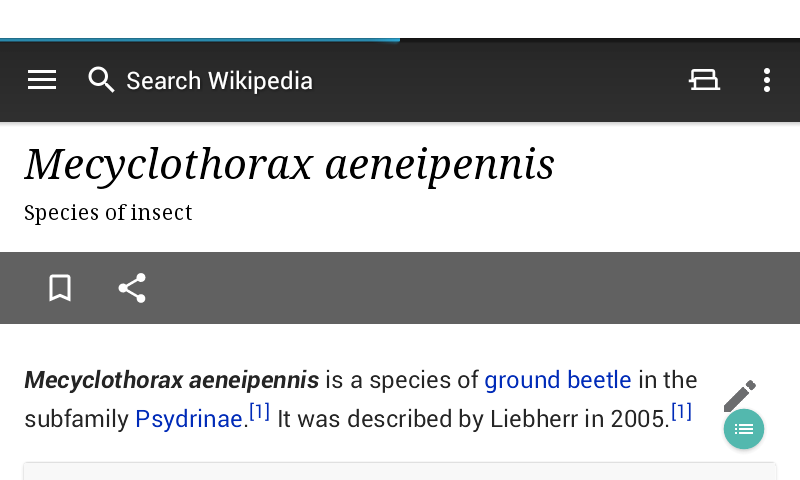 Search Wikipedia
Mecyclothorax aeneipennis
Species of insect
Mecyclothorax aeneipennis is a species of ground beetle in the
subfamily Psydrinae.[1] It was described by Liebherr in 2005.[1]